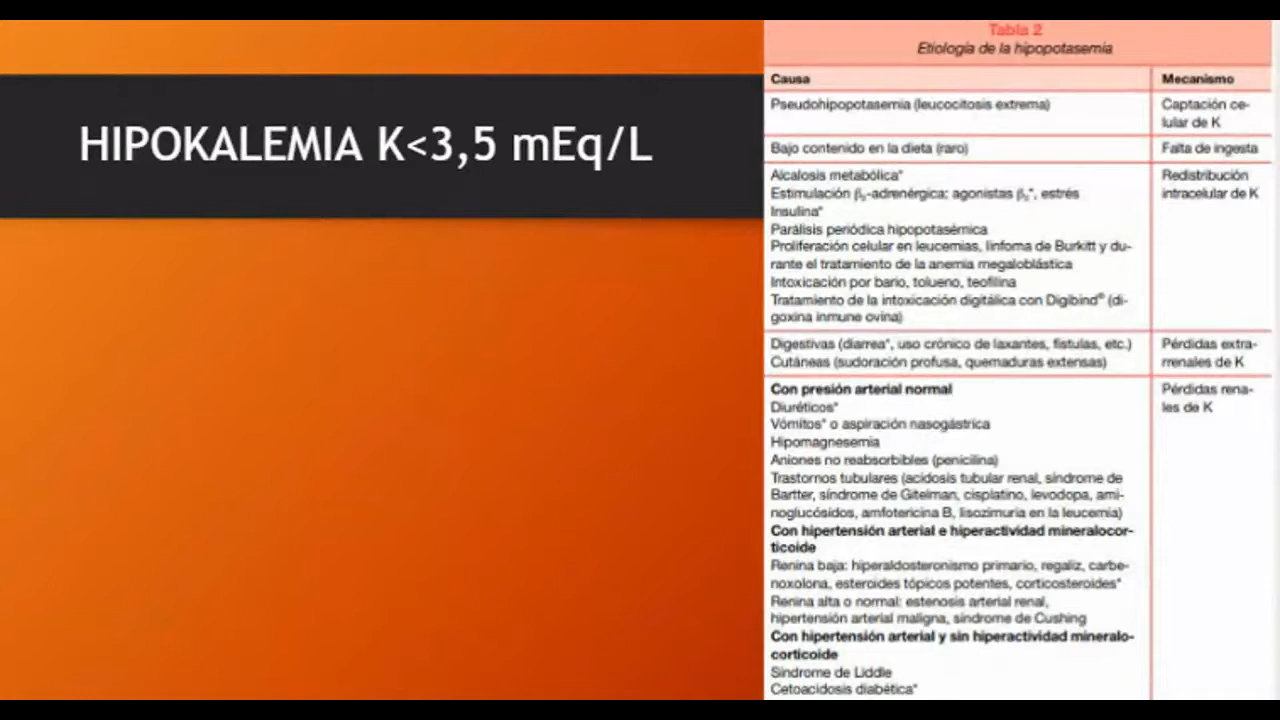 HIPOKALEMIA K<3,5 mEq/L
Tabla 2
Etiología de la hipopotasemia
Causa
Mecanismo
Pseudohipopotasemia (leucocitosis extrema)
Captación ce-
lular de K
Bajo contenido en la dieta (raro)
Falta de ingesta
Alcalosis metabólica*
Estimulación β₂-adrenérgica: agonistas β₂*, estrés
Insulina*
Parálisis periódica hipopotasémica
Proliferación celular en leucemias, linfoma de Burkitt y du-
rante el tratamiento de la anemia megaloblástica
Intoxicación por bario, tolueno, teofilina
Tratamiento de la intoxicación digitálica con Digibind® (di-
goxina inmune ovina)
Redistribución
intracelular de K
Digestivas (diarrea*, uso crónico de laxantes, fístulas, etc.)
Cutáneas (sudoración profusa, quemaduras extensas)
Pérdidas extra-
rrenales de K
Con presión arterial normal
Diuréticos*
Vómitos* o aspiración nasogástrica
Hipomagnesemia
Aniones no reabsorbibles (penicilina)
Trastornos tubulares (acidosis tubular renal, síndrome de
Bartter, síndrome de Gitelman, cisplatino, levodopa, ami-
noglucósidos, amfotericina B, lisozimuria en la leucemia)
Con hipertensión arterial e hiperactividad mineralocor-
ticoide
Renina baja: hiperaldosteronismo primario, regaliz, carbe-
noxolona, esteroides tópicos potentes, corticosteroides*
Renina alta o normal: estenosis arterial renal,
hipertensión arterial maligna, síndrome de Cushing
Con hipertensión arterial y sin hiperactividad mineralo-
corticoide
Síndrome de Liddle
Cetoacidosis diabética*
Pérdidas rena-
les de K